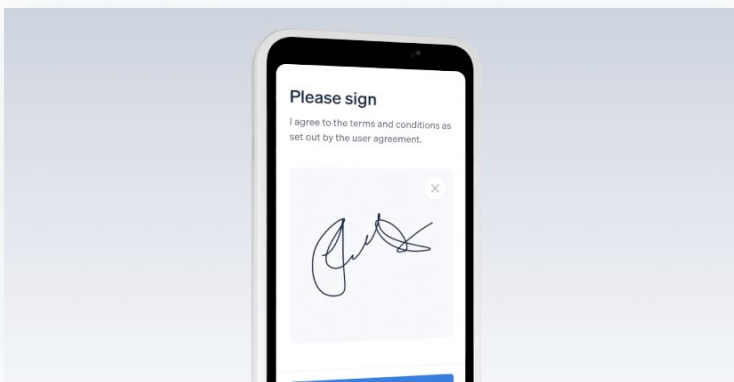 Please sign
I agree to the terms and conditions as
set out by the user agreement.